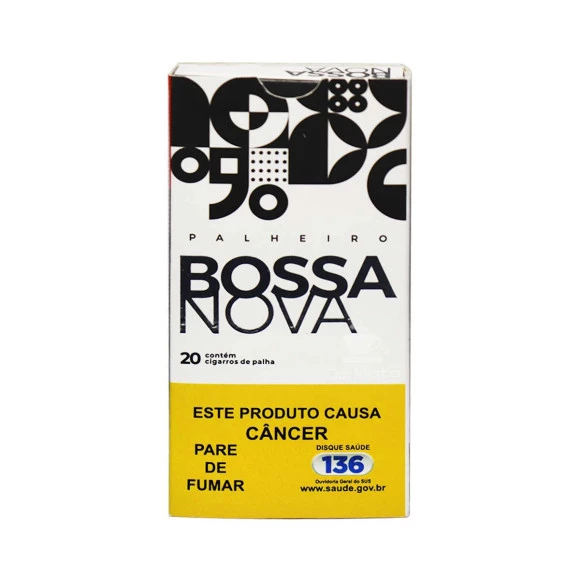 BOSSA
NOVA
PALHEIRO
BOSSA
NOVA
20 contém
cigarros de palha
ESTE PRODUTO CAUSA
CÂNCER
PARE
DE
FUMAR
DISQUE SAÚDE
136
Ouvidoria Geral do SUS
www.saude.gov.br